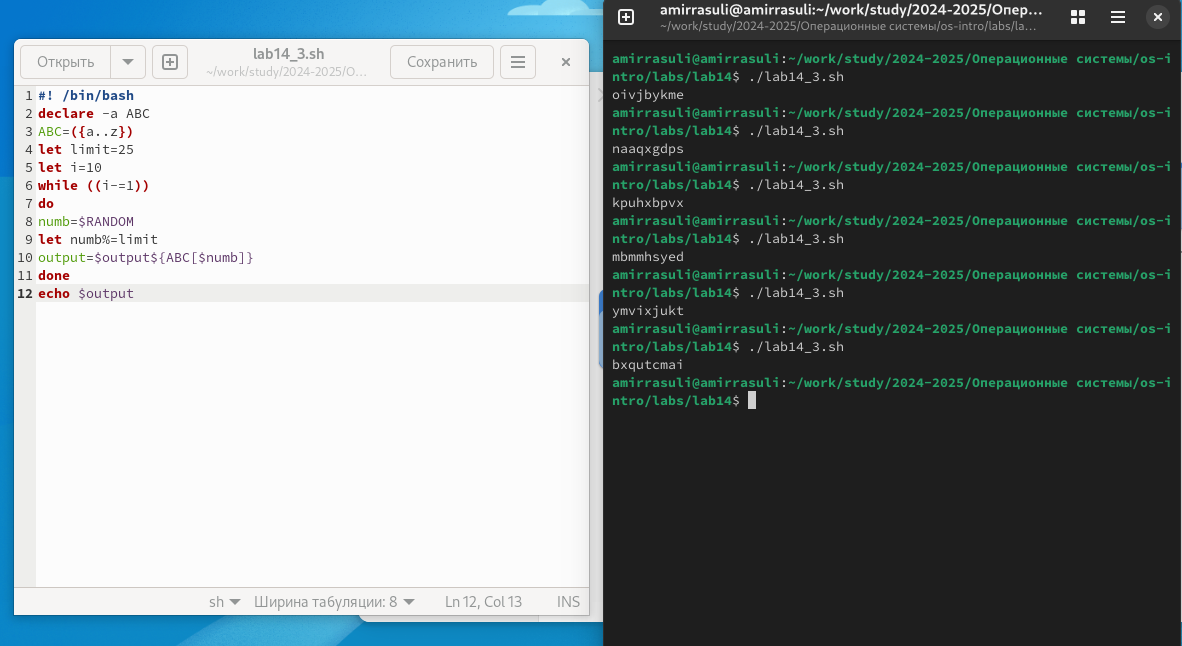 Открыть
lab14_3.sh
~/work/study/2024-2025/О...
Сохранить
1 #! /bin/bash
2 declare -a ABC
3 ABC=({a..z})
4 let limit=25
5 let i=10
6 while ((i-=1))
7 do
8 numb=$RANDOM
9 let numb%=limit
10 output=$output${ABC[$numb]}
11 done
12 echo $output
sh Ширина табуляции: 8 Ln 12, Col 13 INS
amirrasuli@amirrasuli:~/work/study/2024-2025/Опер...
~/work/study/2024-2025/Операционные системы/os-intro/labs/la...
amirrasuli@amirrasuli:~/work/study/2024-2025/Операционные системы/os-i
ntro/labs/lab14$ ./lab14_3.sh
oivjbykme
amirrasuli@amirrasuli:~/work/study/2024-2025/Операционные системы/os-i
ntro/labs/lab14$ ./lab14_3.sh
naaqxgdps
amirrasuli@amirrasuli:~/work/study/2024-2025/Операционные системы/os-i
ntro/labs/lab14$ ./lab14_3.sh
kpuhxbpvx
amirrasuli@amirrasuli:~/work/study/2024-2025/Операционные системы/os-i
ntro/labs/lab14$ ./lab14_3.sh
mbmmhsyed
amirrasuli@amirrasuli:~/work/study/2024-2025/Операционные системы/os-i
ntro/labs/lab14$ ./lab14_3.sh
ymvixjukt
amirrasuli@amirrasuli:~/work/study/2024-2025/Операционные системы/os-i
ntro/labs/lab14$ ./lab14_3.sh
bxqutcmai
amirrasuli@amirrasuli:~/work/study/2024-2025/Операционные системы/os-i
ntro/labs/lab14$